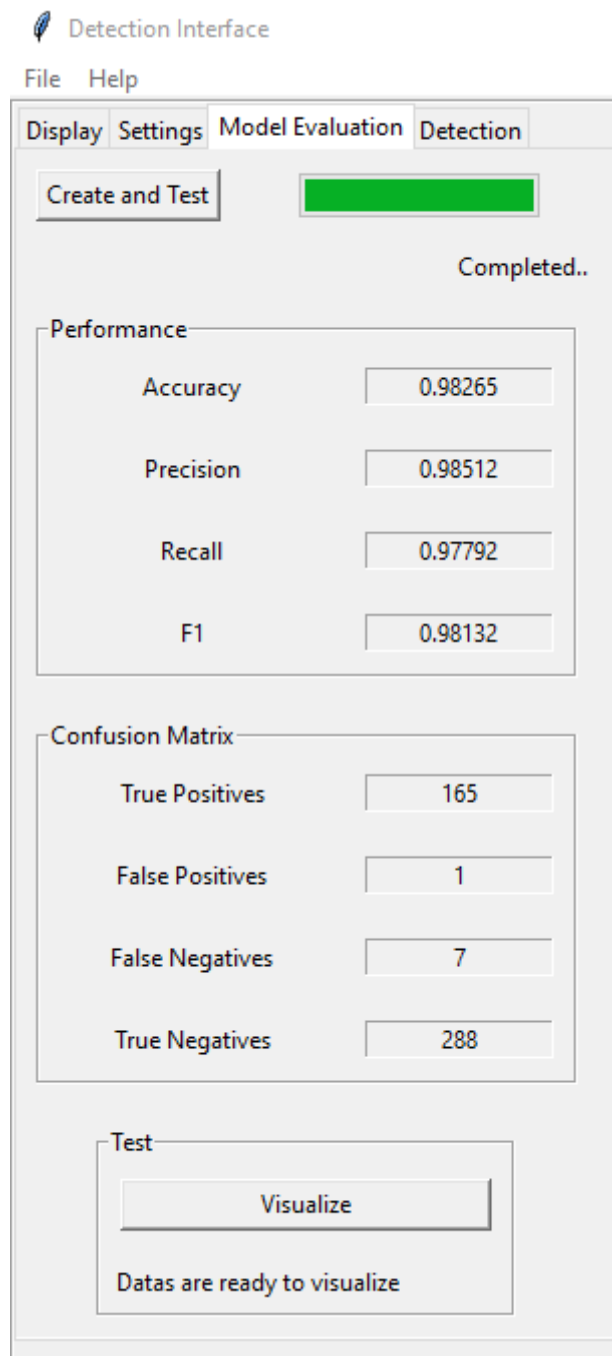 Detection Interface
File Help
Display Settings Model Evaluation Detection
Create and Test
Completed..
Performance
Accuracy 0.98265
Precision 0.98512
Recall 0.97792
F1 0.98132
Confusion Matrix
True Positives 165
False Positives 1
False Negatives 7
True Negatives 288
Test
Visualize
Datas are ready to visualize